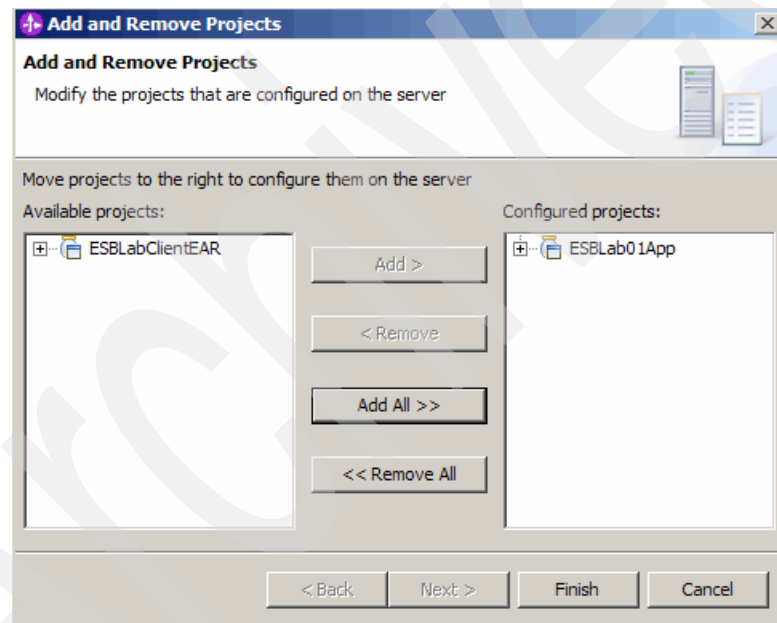 Add and Remove Projects
Add and Remove Projects
Modify the projects that are configured on the server
Move projects to the right to configure them on the server
Available projects:
Configured projects:
ESBLabClientEAR
ESBLab01App
Add >
< Remove
Add All >>
<< Remove All
< Back
Next >
Finish
Cancel